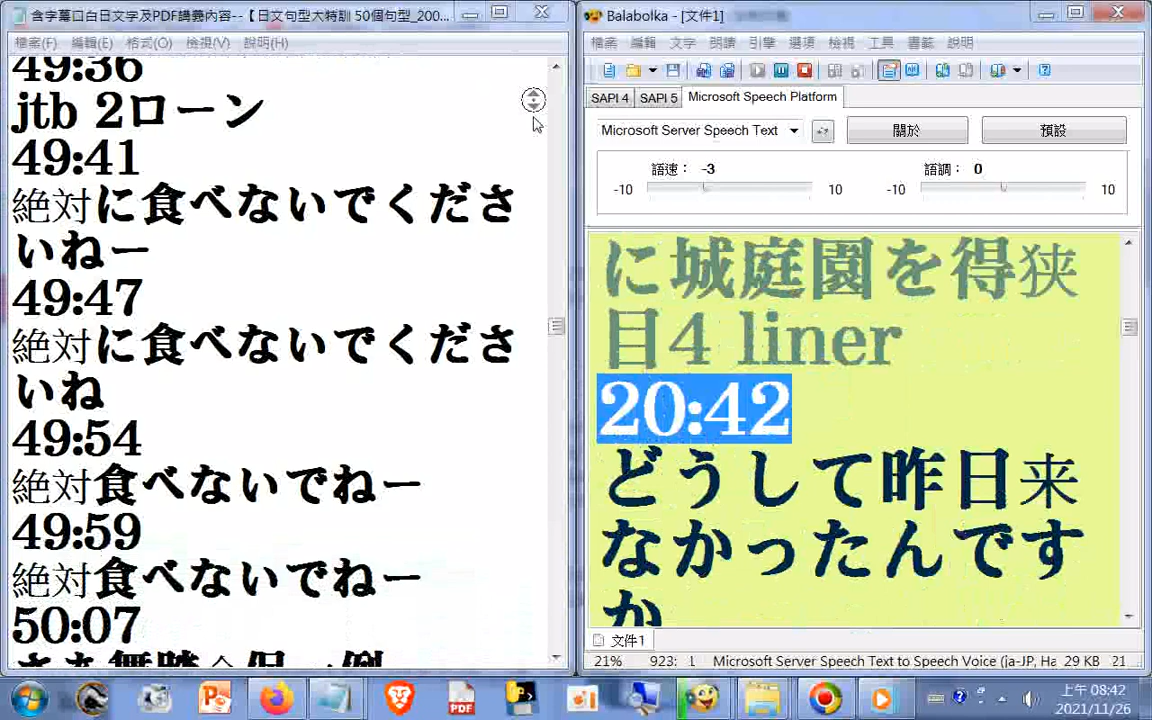 含字幕口白日文字及PDF講義內容--【日文句型大特訓 50個句型_200...
檔案(F) 編輯(E) 格式(O) 檢視(V) 說明(H)
49:36
jtb 2ローン
49:41
絶対に食べないでくださ
いねー
49:47
絶対に食べないでくださ
いね
49:54
絶対食べないでねー
49:59
絶対食べないでねー
50:07
Balabolka - [文件1]
檔案 編輯 文字 朗讀 引擎 選項 檢視 工具 書籤 說明
SAPI 4 SAPI 5 Microsoft Speech Platform
Microsoft Server Speech Text 關於 預設
語速： -3 語調： 0
-10 10 -10 10
に城庭園を得狭
目4 liner
20:42
どうして昨日来
なかったんです
か
文件1
21% 923: 1 Microsoft Server Speech Text to Speech Voice (ja-JP, Ha 29 KB 21
PDF
上午 08:42
2021/11/26